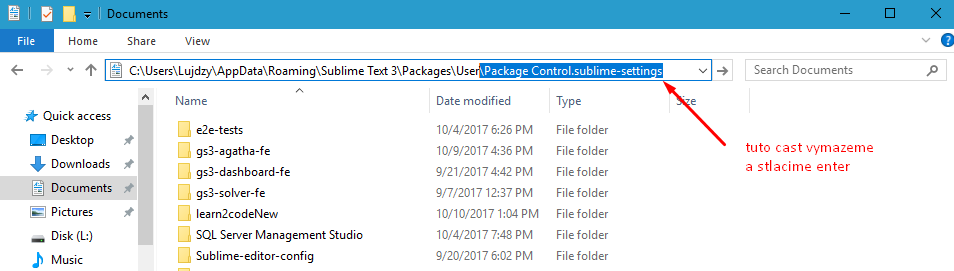 Documents
File
Home
Share
View
C:\Users\Lujdzy\AppData\Roaming\Sublime Text 3\Packages\User\Package Control.sublime-settings
Search Documents
Name
Date modified
Type
Size
Quick access
Desktop
Documents
Pictures
Disk (L:)
Music
e2e-tests 10/4/2017 6:26 PM File folder
gs3-agatha-fe 10/9/2017 4:36 PM File folder
gs3-dashboard-fe 9/21/2017 4:42 PM File folder
gs3-solver-fe 9/7/2017 12:37 PM File folder
learn2codeNew 10/10/2017 1:04 PM File folder
SQL Server Management Studio 10/4/2017 7:48 PM File folder
Sublime-editor-config 9/20/2017 6:02 PM File folder
tuto cast vymazeme
a stlacime enter